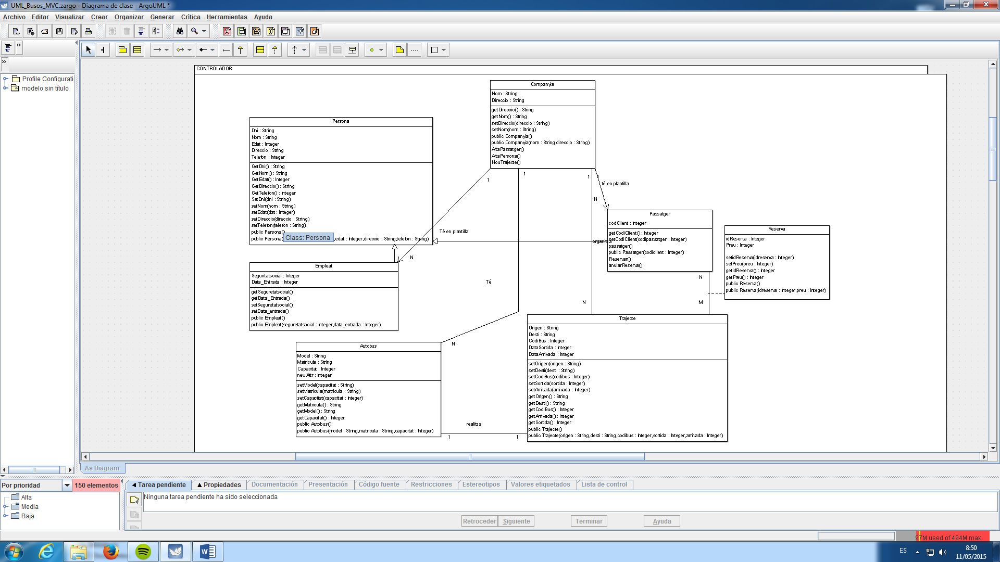 UML_Busos_MVC.zargo - Diagrama de clase - ArgoUML *
Archivo Editar Visualizar Crear Organizar Generar Crítica Herramientas Ayuda
»
»
Profile Configurati
modelo sin título
CONTROLADOR
Companyia
Nom : String
Direccio : String
getDireccio() : String
getNom() : String
setDireccio(direccio : String)
setNom(nom : String)
public Companyia()
public Companyia(nom : String,direccio : String)
AltaPassatger()
AltaPersona()
NouTrajecte()
Persona
Dni : String
Nom : String
Edat : Integer
Direccio : String
Telefon : Integer
GetDni() : String
GetNom() : String
GetEdat() : Integer
GetDireccio() : String
GetTelefon() : Integer
SetDni(dni : String)
setNom(nom : String)
setEdat(dat : Integer)
setDireccio(direccio : String)
setTelefon(telefon : String)
public Persona()
public Persona( ,edat : Integer,direccio : String,telefon : String)
Class: Persona
1
1
1
1
té en plantilla
N
Té en plantilla
organitza
N
Té
N
N
M
N
Passatger
codClient : Integer
getCodiClient() : Integer
setCodiClient(codipassatger : Integer)
passatger()
public Passatger(codiclient : Integer)
Reservar()
anularReserva()
Reserva
idReserva : Integer
Preu : Integer
setidReserva(idreserva : Integer)
setPreu(preu : Integer)
getidReserva() : Integer
getPreu() : Integer
public Reserva()
public Reserva(idreserva : Integer,preu : Integer)
Empleat
Seguritatsocial : Integer
Data_Entrada : Integer
getSeguretatsocial()
getData_Entrada()
setSeguretatsocial()
setData_entrada()
public Empleat()
public Empleat(seguretatsocial : Integer,data_entrada : Integer)
Autobus
Model : String
Matricula : String
Capacitat : Integer
newAttr : Integer
setModel(capacitat : String)
setMatricula(matricula : String)
setCapacitat(capacitat : Integer)
getMatricula() : String
getModel() : String
getCapacitat() : Integer
public Autobus()
public Autobus(model : String,matricula : String,capacitat : Integer)
realitza
1
1
Trajecte
Origen : String
Desti : String
CodiBus : Integer
DataSortida : Integer
DataArrivada : Integer
setOrigen(origen : String)
setDesti(desti : String)
setCodiBus(codibus : Integer)
setSortida(sortida : Integer)
setArrivada(arrivada : Integer)
getOrigen() : String
getDesti() : String
getCodiBus() : Integer
getArrivada() : Integer
getSortida() : Integer
public Trajecte()
public Trajecte(origen : String,desti : String,codibus : Integer,sortida : Integer,arrivada : Integer)
As Diagram
Por prioridad
150 elementos
Alta
Media
Baja
Tarea pendiente Propiedades Documentación Presentación Código fuente Restricciones Estereotipos Valores etiquetados Lista de control
Ninguna tarea pendiente ha sido seleccionada
Retroceder Siguiente Terminar Ayuda
97M used of 494M max
ES
8:50
11/05/2015